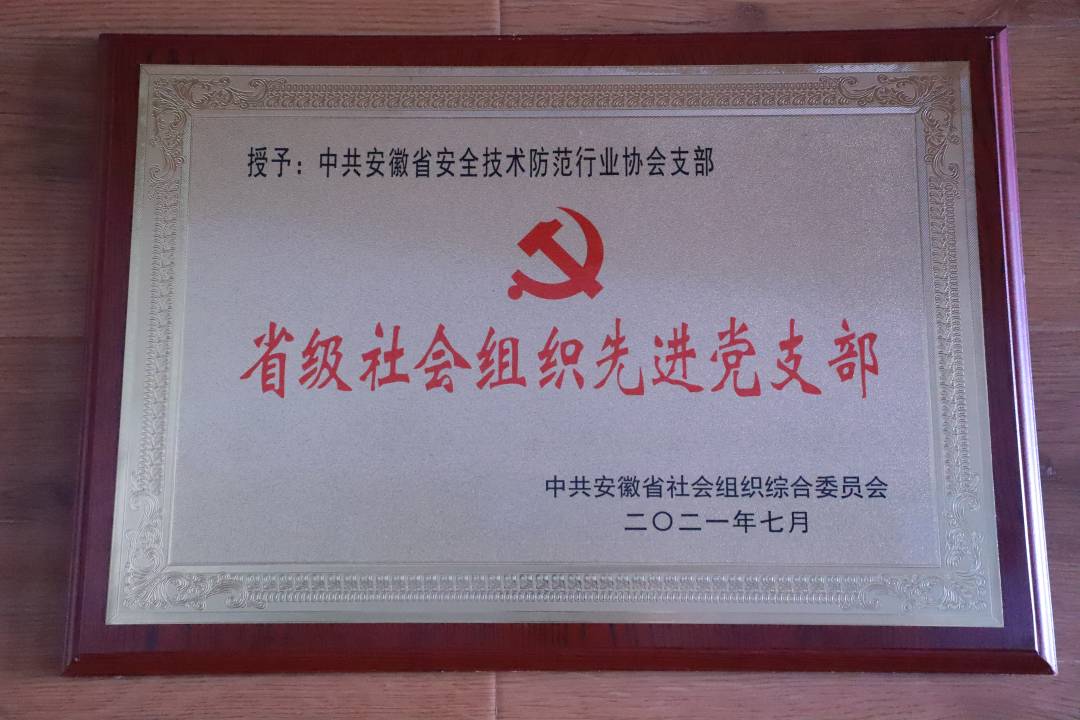 授予：中共安徽省安全技术防范行业协会支部
省级社会组织先进党支部
中共安徽省社会组织综合委员会
二〇二一年七月